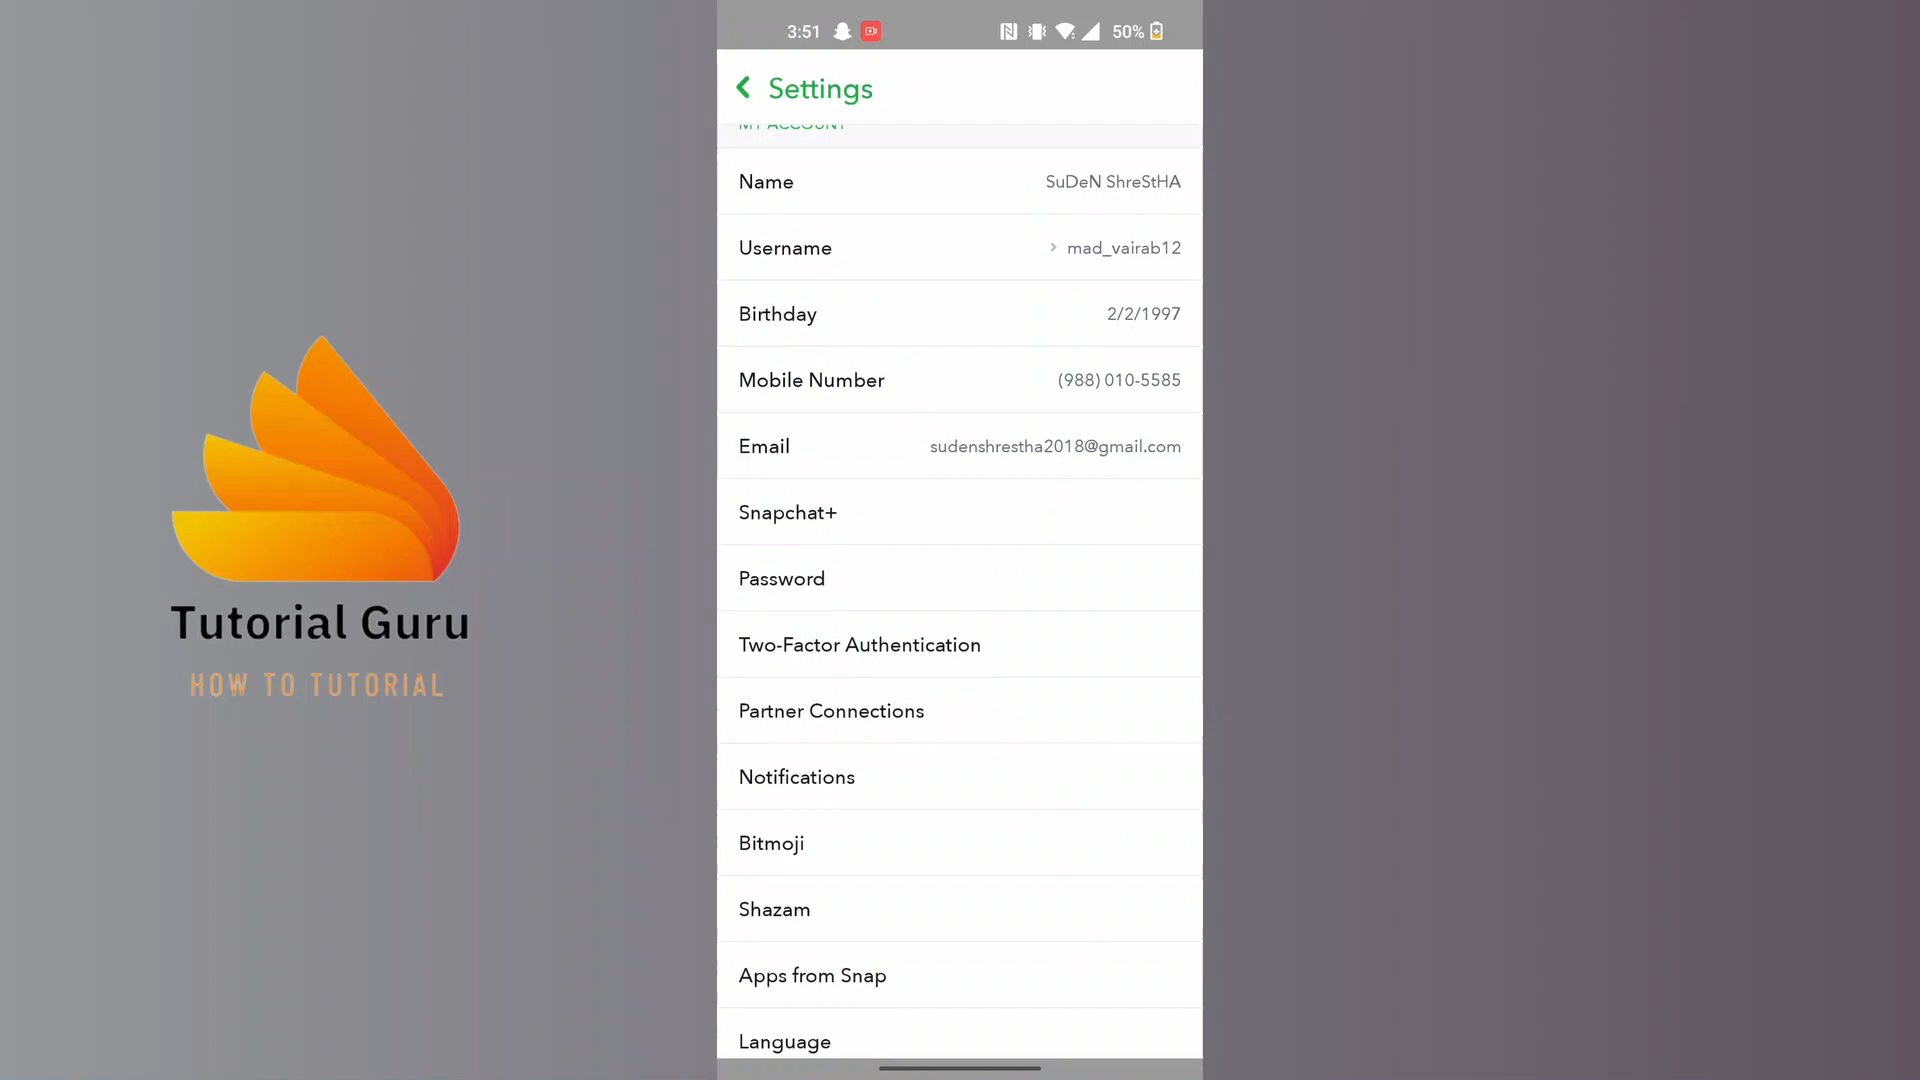 3:51
50%
Settings
MY ACCOUNT
Name
SuDeN ShreStHA
Username
mad_vairab12
Birthday
2/2/1997
Mobile Number
(988) 010-5585
Email
sudenshrestha2018@gmail.com
Snapchat+
Password
Two-Factor Authentication
Partner Connections
Notifications
Bitmoji
Shazam
Apps from Snap
Language
Tutorial Guru
HOW TO TUTORIAL